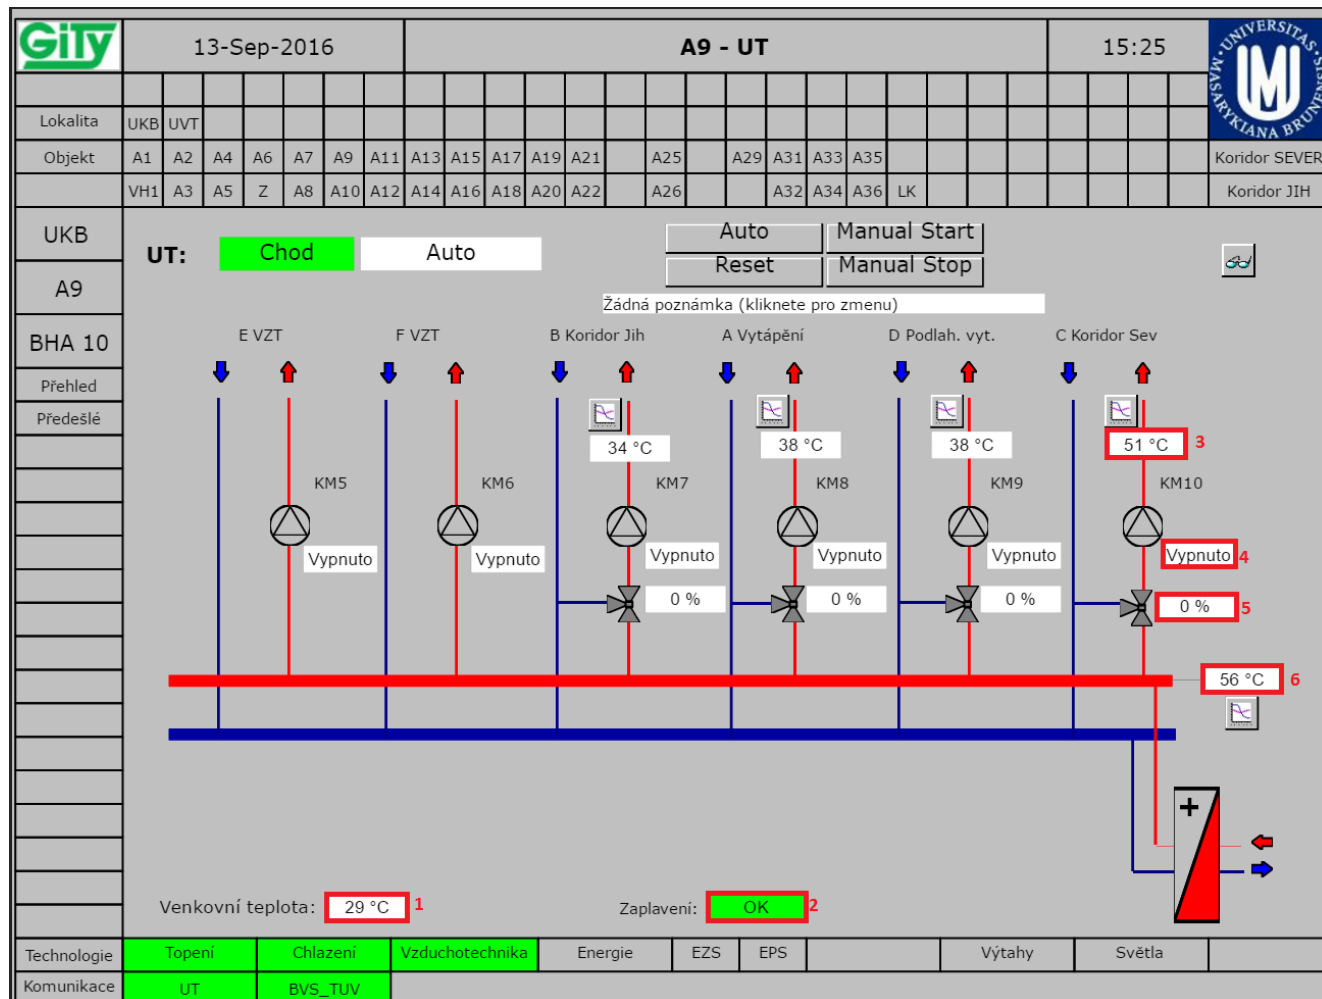 GiTy 13-Sep-2016 A9 - UT 15:25
UNIVERSITAS MASARYKIANA BRUNENSIS
Lokalita UKB UVT
Objekt A1 A2 A4 A6 A7 A9 A11 A13 A15 A17 A19 A21 A25 A29 A31 A33 A35 Koridor SEVER
VH1 A3 A5 Z A8 A10 A12 A14 A16 A18 A20 A22 A26 A32 A34 A36 LK Koridor JIH
UKB
A9
BHA 10
Přehled
Předešlé
UT: Chod Auto
Auto Manual Start
Reset Manual Stop
Žádná poznámka (kliknete pro zmenu)
E VZT F VZT B Koridor Jih A Vytápění D Podlah. vyt. C Koridor Sev
34 °C 38 °C 38 °C 51 °C 3
KM5 KM6 KM7 KM8 KM9 KM10
Vypnuto Vypnuto Vypnuto Vypnuto Vypnuto Vypnuto 4
0 % 0 % 0 % 0 % 5
56 °C 6
+
Venkovní teplota: 29 °C 1 Zaplavení: OK 2
Technologie Topení Chlazení Vzduchotechnika Energie EZS EPS Výtahy Světla
Komunikace UT BVS_TUV